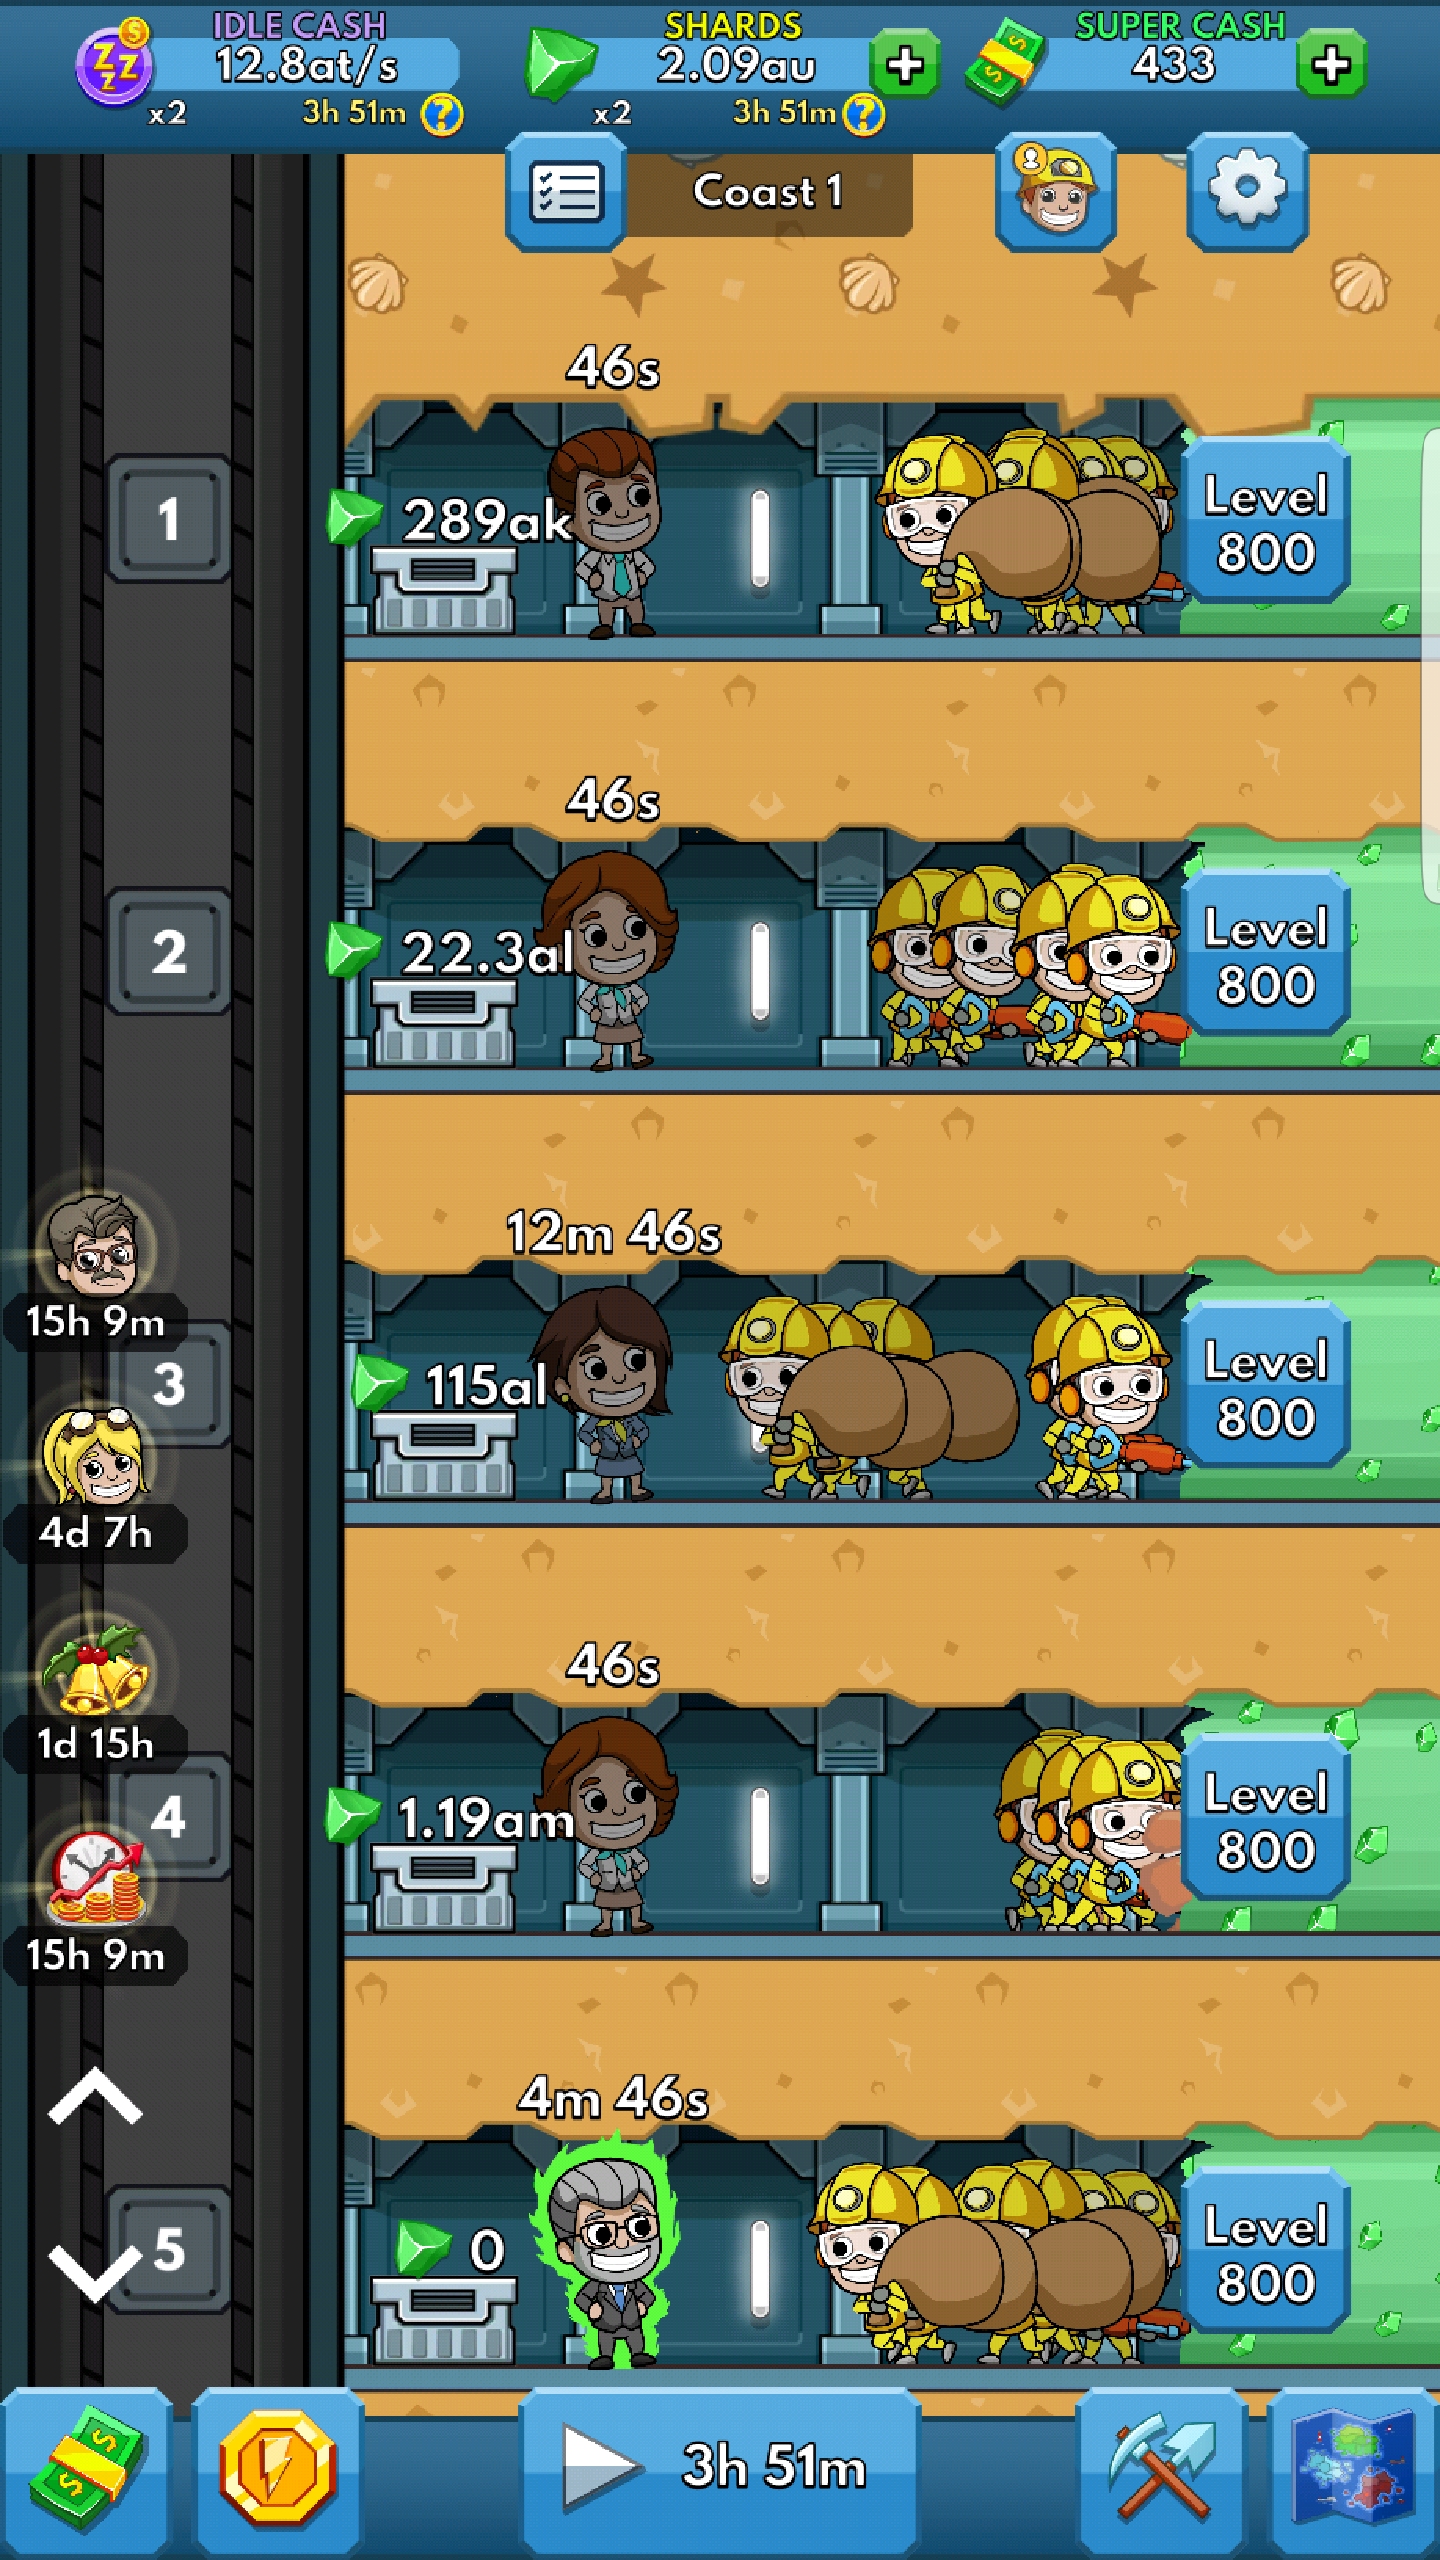 IDLE CASH
12.8at/s
x2
3h 51m
?
SHARDS
2.09au
x2
3h 51m
?
SUPER CASH
433
Coast 1
46s
1
289ak
Level
800
46s
2
22.3al
Level
800
12m 46s
15h 9m
3
115al
Level
800
4d 7h
46s
1d 15h
4
1.19am
Level
800
15h 9m
4m 46s
5
0
Level
800
3h 51m